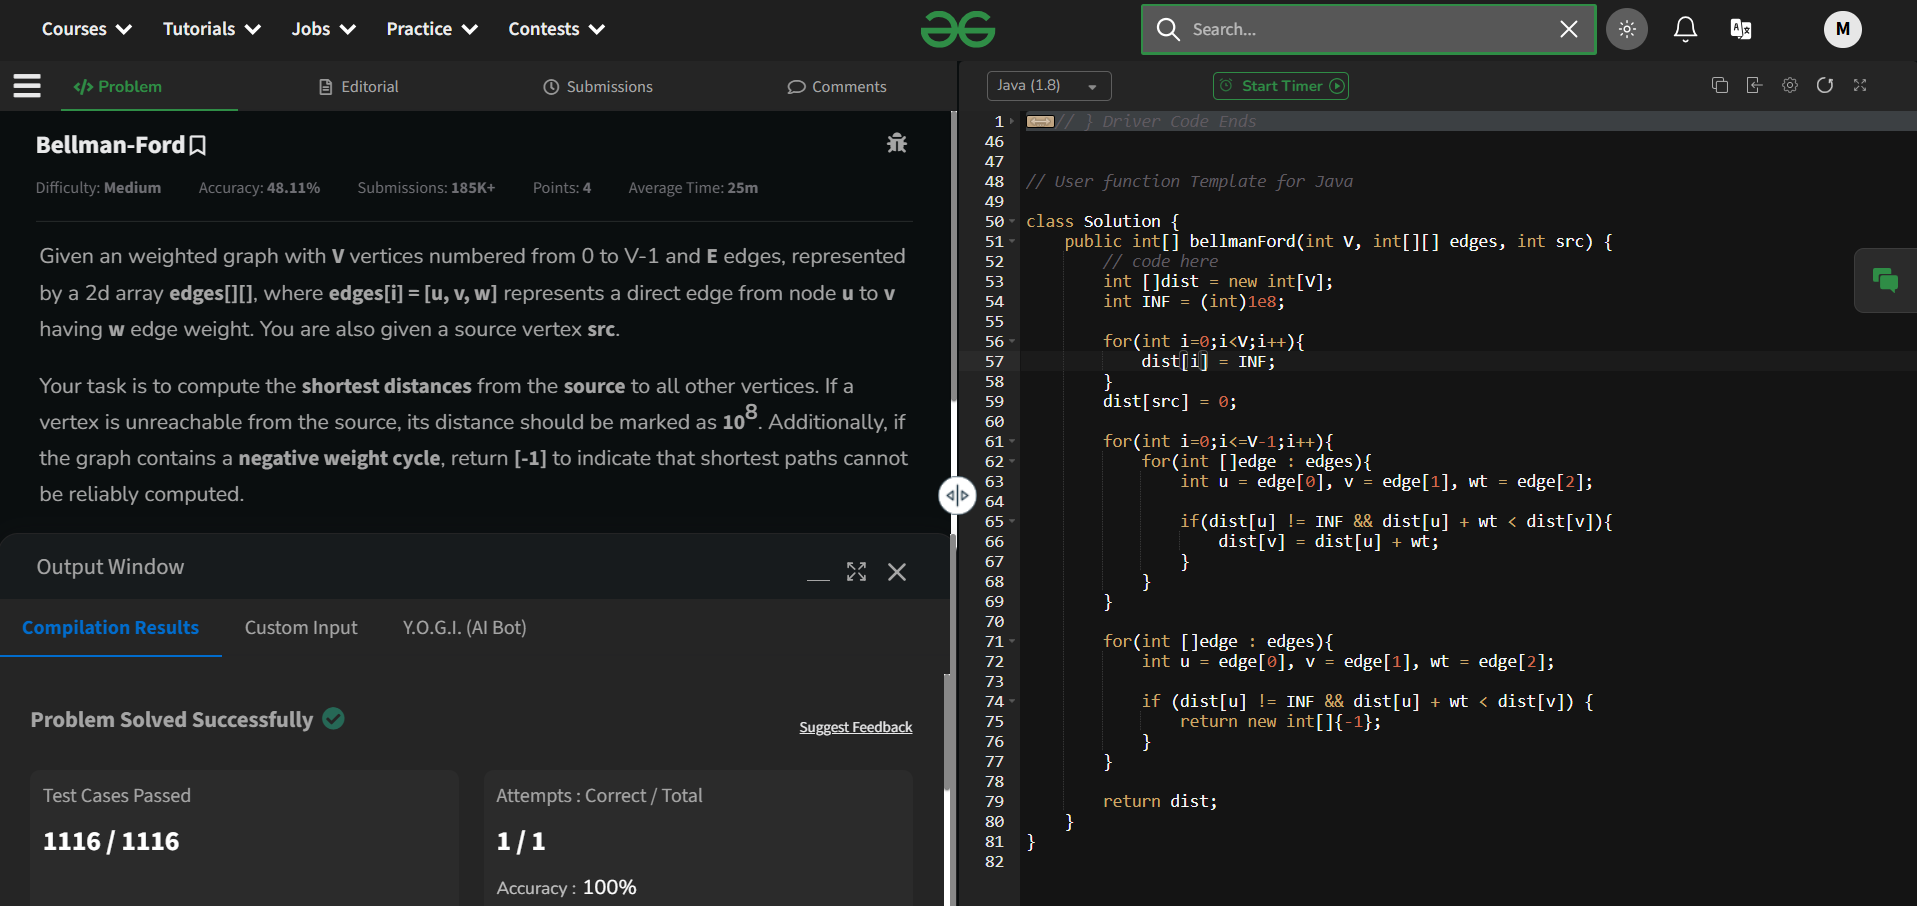 Courses Tutorials Jobs Practice Contests
Search...
M
Problem Editorial Submissions Comments
Java (1.8) Start Timer
Bellman-Ford
Difficulty: Medium Accuracy: 48.11% Submissions: 185K+ Points: 4 Average Time: 25m
Given an weighted graph with V vertices numbered from 0 to V-1 and E edges, represented
by a 2d array edges[][], where edges[i] = [u, v, w] represents a direct edge from node u to v
having w edge weight. You are also given a source vertex src.
Your task is to compute the shortest distances from the source to all other vertices. If a
vertex is unreachable from the source, its distance should be marked as 10⁸. Additionally, if
the graph contains a negative weight cycle, return [-1] to indicate that shortest paths cannot
be reliably computed.
Output Window
Compilation Results Custom Input Y.O.G.I. (AI Bot)
Problem Solved Successfully
Suggest Feedback
Test Cases Passed
1116 / 1116
Attempts : Correct / Total
1 / 1
Accuracy : 100%
1 // } Driver Code Ends
46
47
48 // User function Template for Java
49
50 class Solution {
51     public int[] bellmanFord(int V, int[][] edges, int src) {
52         // code here
53         int []dist = new int[V];
54         int INF = (int)1e8;
55
56         for(int i=0;i<V;i++){
57             dist[i] = INF;
58         }
59         dist[src] = 0;
60
61         for(int i=0;i<=V-1;i++){
62             for(int []edge : edges){
63                 int u = edge[0], v = edge[1], wt = edge[2];
64
65                 if(dist[u] != INF && dist[u] + wt < dist[v]){
66                     dist[v] = dist[u] + wt;
67                 }
68             }
69         }
70
71         for(int []edge : edges){
72             int u = edge[0], v = edge[1], wt = edge[2];
73
74             if (dist[u] != INF && dist[u] + wt < dist[v]) {
75                 return new int[]{-1};
76             }
77         }
78
79         return dist;
80     }
81 }
82